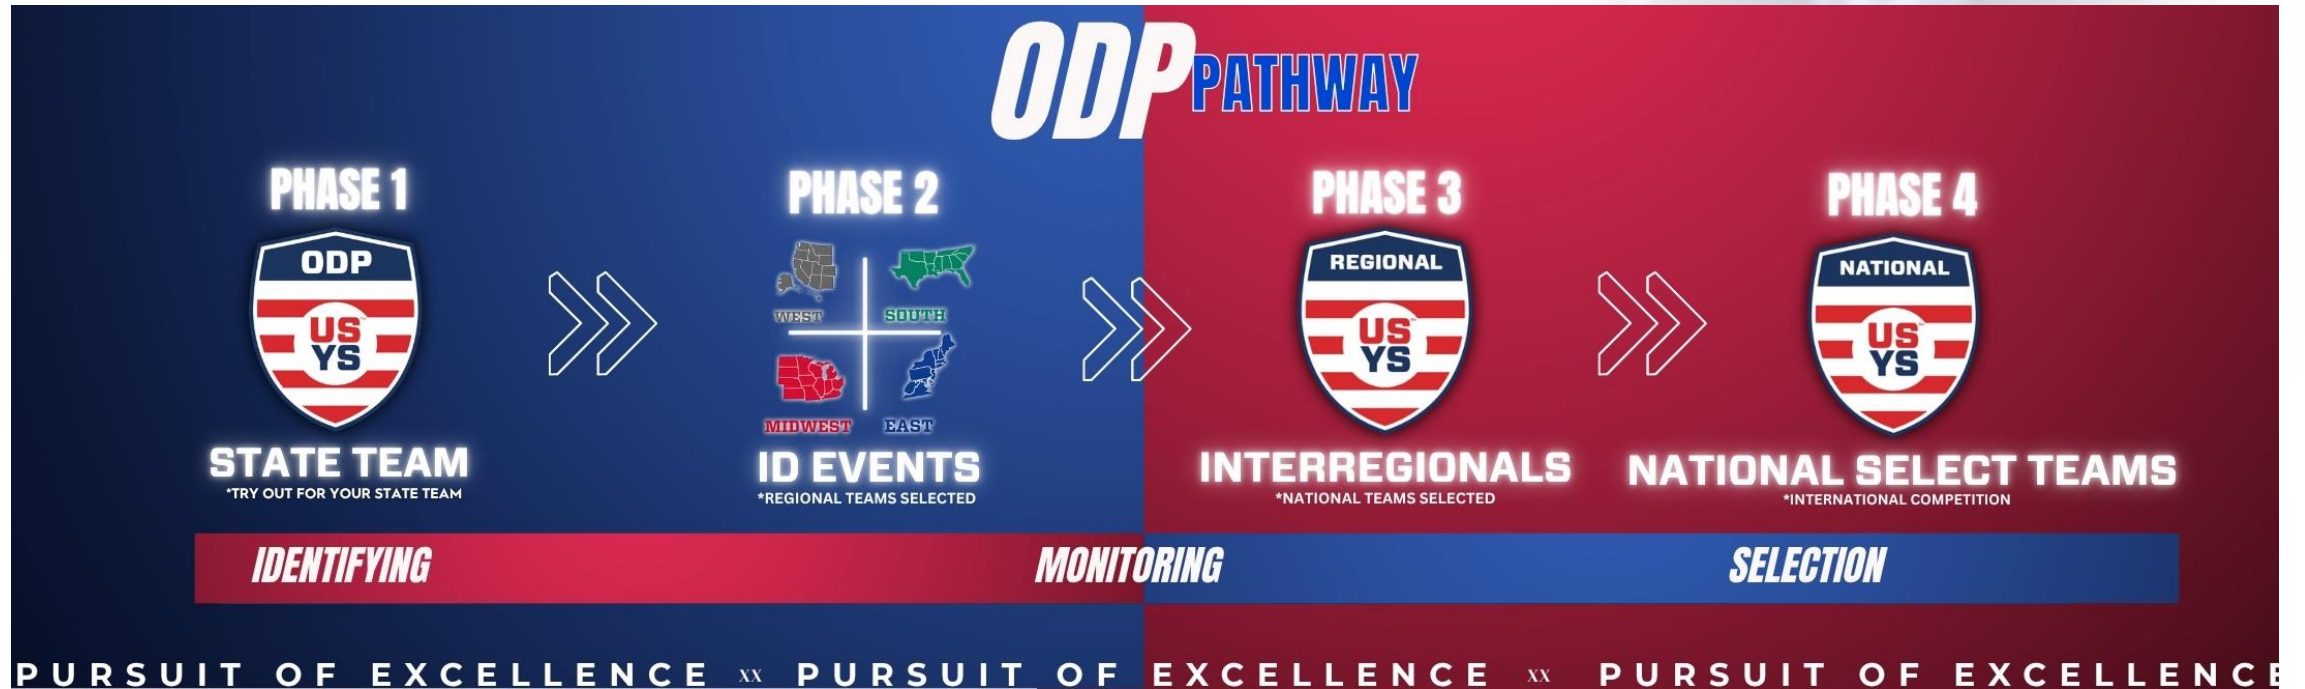 ODP PATHWAY
PHASE 1
ODP
US
YS
STATE TEAM
*TRY OUT FOR YOUR STATE TEAM
PHASE 2
WEST
SOUTH
MIDWEST
EAST
ID EVENTS
*REGIONAL TEAMS SELECTED
PHASE 3
REGIONAL
US
YS
INTERREGIONALS
*NATIONAL TEAMS SELECTED
PHASE 4
NATIONAL
US
YS
NATIONAL SELECT TEAMS
*INTERNATIONAL COMPETITION
IDENTIFYING MONITORING SELECTION
PURSUIT OF EXCELLENCE xx PURSUIT OF EXCELLENCE xx PURSUIT OF EXCELLENCE